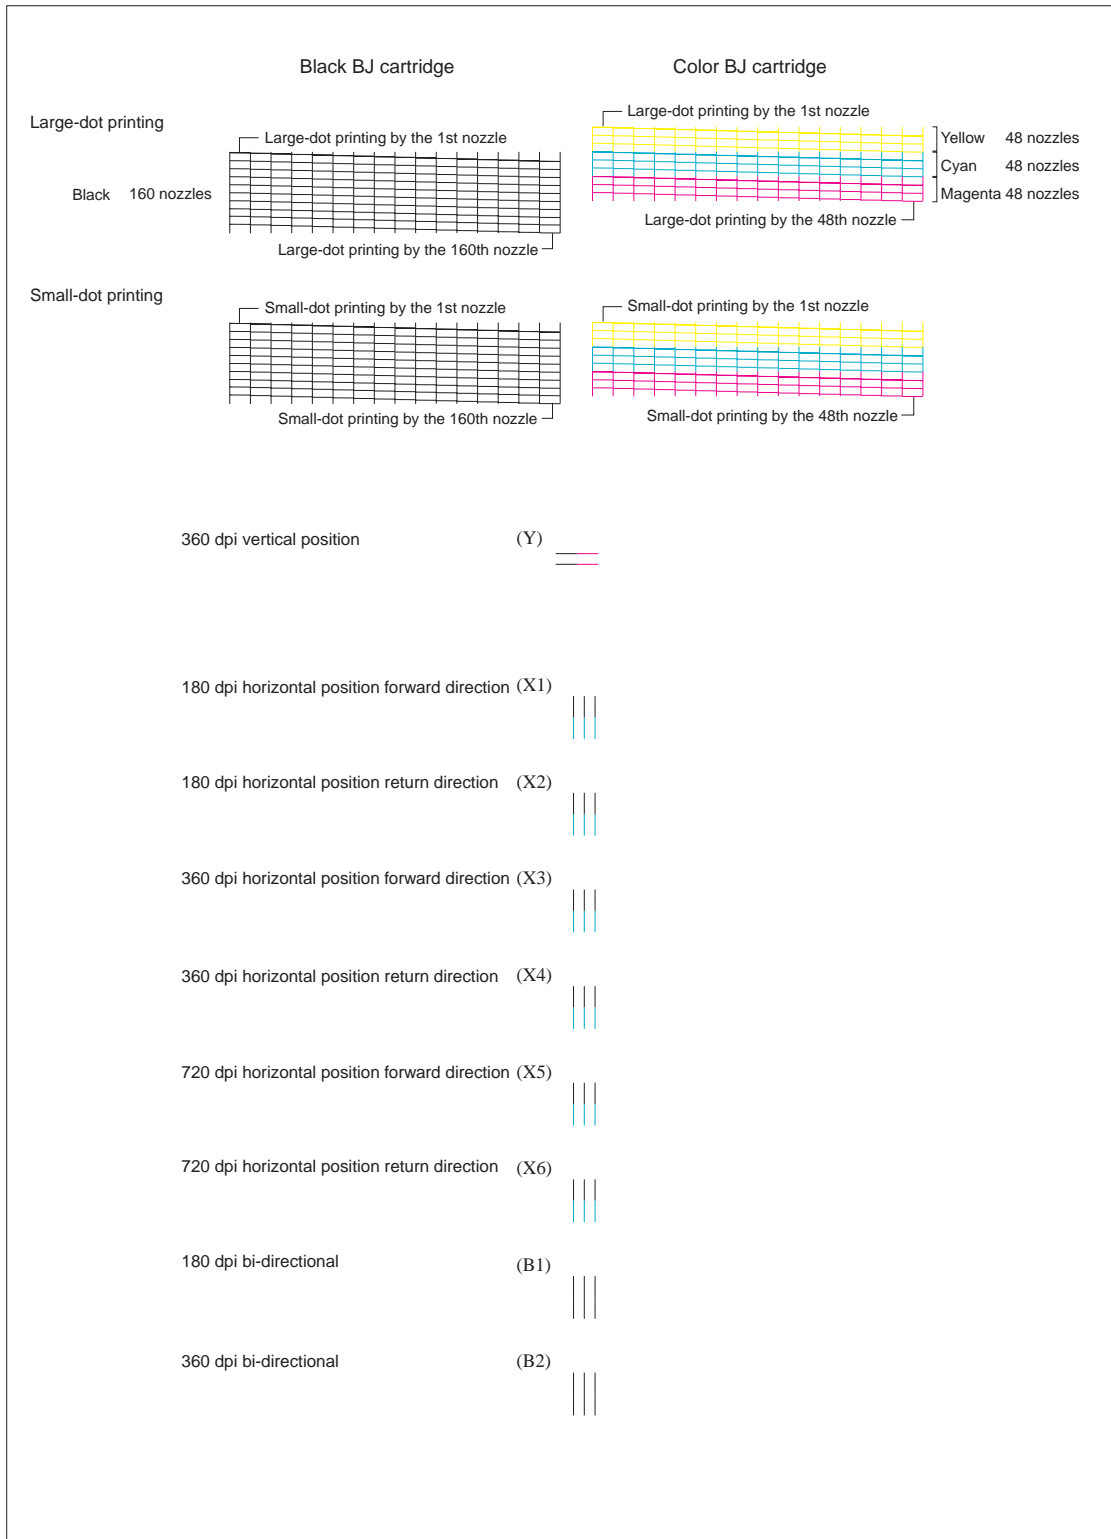 Black BJ cartridge
Color BJ cartridge
Large-dot printing
Large-dot printing by the 1st nozzle
Large-dot printing by the 1st nozzle
Black 160 nozzles
Yellow 48 nozzles
Cyan 48 nozzles
Magenta 48 nozzles
Large-dot printing by the 160th nozzle
Large-dot printing by the 48th nozzle
Small-dot printing
Small-dot printing by the 1st nozzle
Small-dot printing by the 1st nozzle
Small-dot printing by the 160th nozzle
Small-dot printing by the 48th nozzle
360 dpi vertical position (Y)
180 dpi horizontal position forward direction (X1)
180 dpi horizontal position return direction (X2)
360 dpi horizontal position forward direction (X3)
360 dpi horizontal position return direction (X4)
720 dpi horizontal position forward direction (X5)
720 dpi horizontal position return direction (X6)
180 dpi bi-directional (B1)
360 dpi bi-directional (B2)